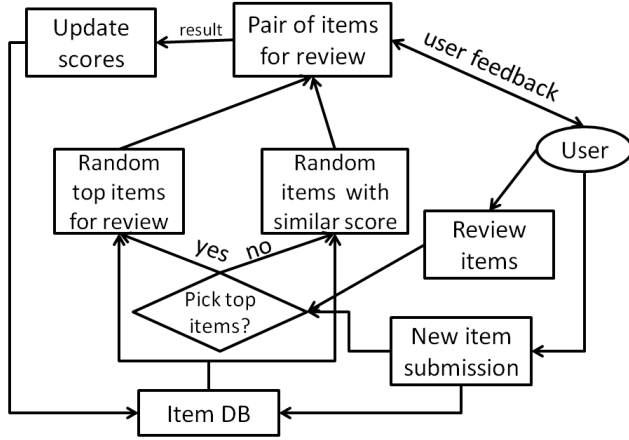 Update
scores
result
Pair of items
for review
user feedback
User
Random
top items
for review
Random
items with
similar score
Review
items
yes
no
Pick top
items?
New item
submission
Item DB